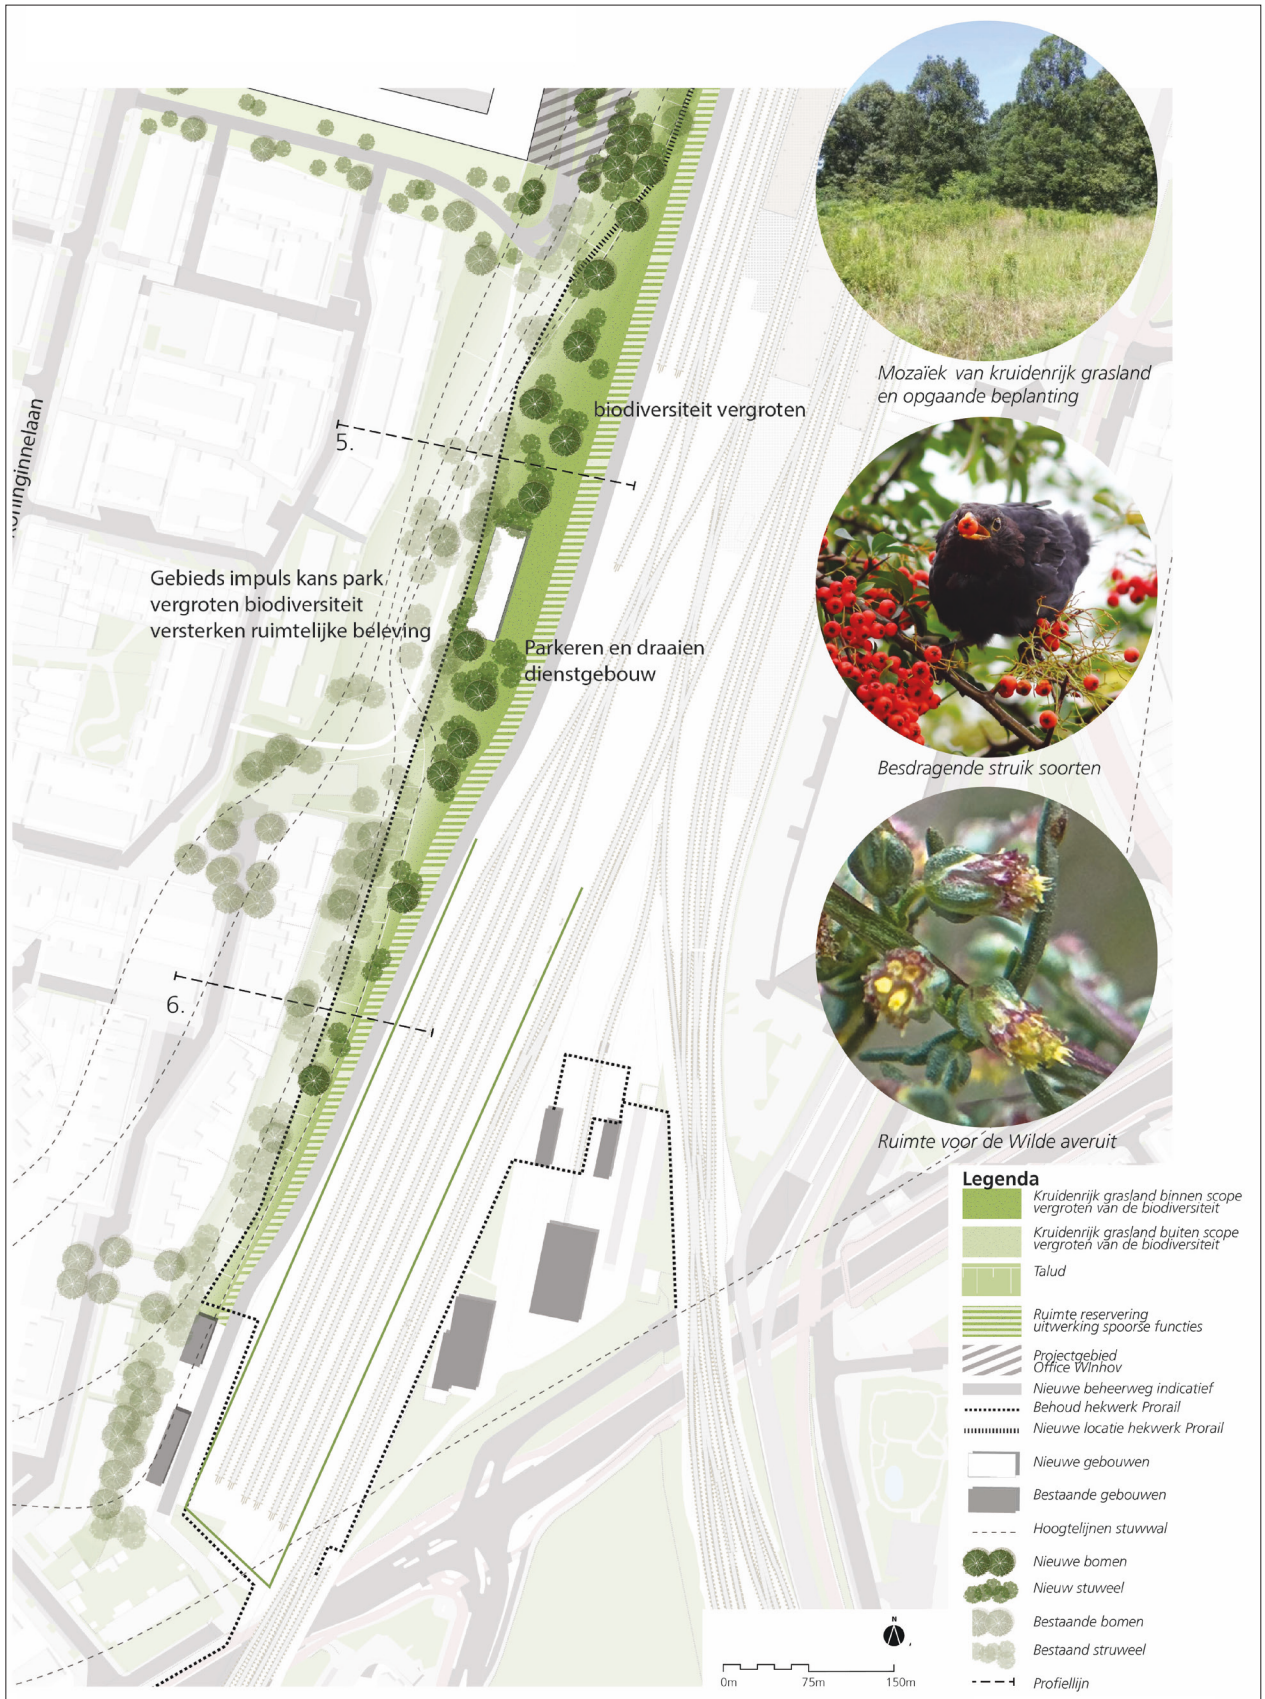 Mozaïek van kruidenrijk grasland
en opgaande beplanting
biodiversiteit vergroten
5.
Gebieds impuls kans park
vergroten biodiversiteit
versterken ruimtelijke beleving
Parkeren en draaien
dienstgebouw
Besdragende struik soorten
6.
Ruimte voor de Wilde averuit
Legenda
Kruidenrijk grasland binnen scope
vergroten van de biodiversiteit
Kruidenrijk grasland buiten scope
vergroten van de biodiversiteit
Talud
Ruimte reservering
uitwerking spoorse functies
Projectgebied
Office WInhov
Nieuwe beheerweg indicatief
Behoud hekwerk Prorail
Nieuwe locatie hekwerk Prorail
Nieuwe gebouwen
Bestaande gebouwen
Hoogtelijnen stuwwal
Nieuwe bomen
Nieuw stuweel
Bestaande bomen
Bestaand struweel
Profiellijn
N
0m 75m 150m